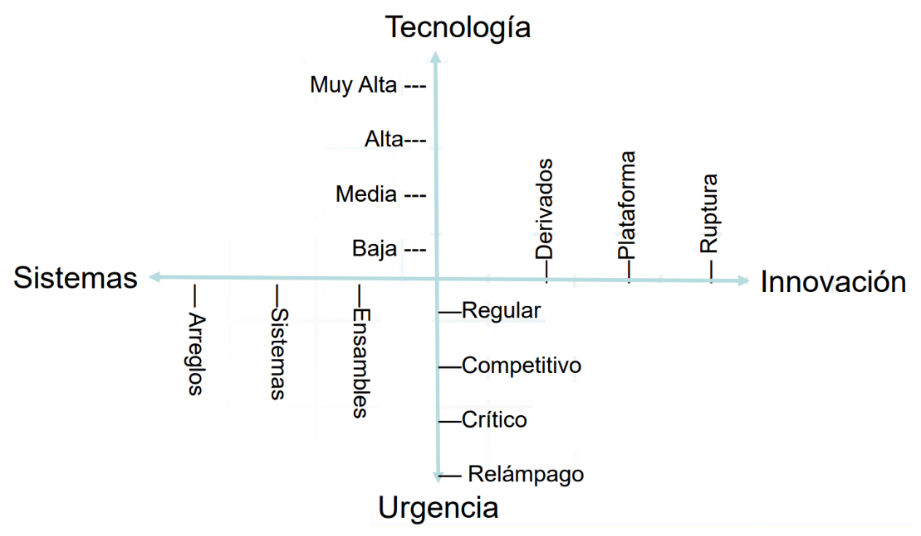 Tecnología
Muy Alta ---
Alta---
Media ---
Baja ---
Derivados
Plataforma
Ruptura
Sistemas
Innovación
Arreglos
Sistemas
Ensambles
Regular
Competitivo
Crítico
Relámpago
Urgencia